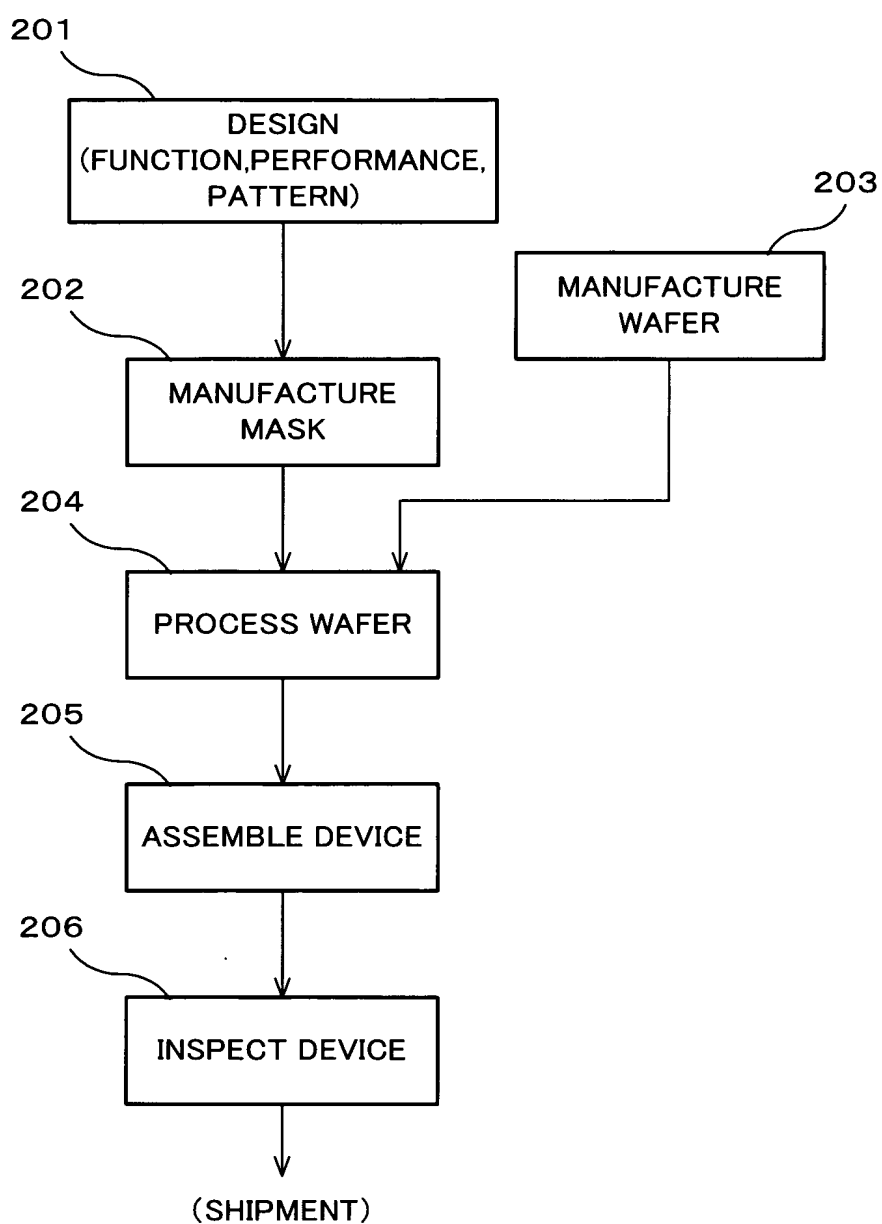 201
DESIGN
(FUNCTION,PERFORMANCE,
PATTERN)
203
MANUFACTURE
WAFER
202
MANUFACTURE
MASK
204
PROCESS WAFER
205
ASSEMBLE DEVICE
206
INSPECT DEVICE
(SHIPMENT)